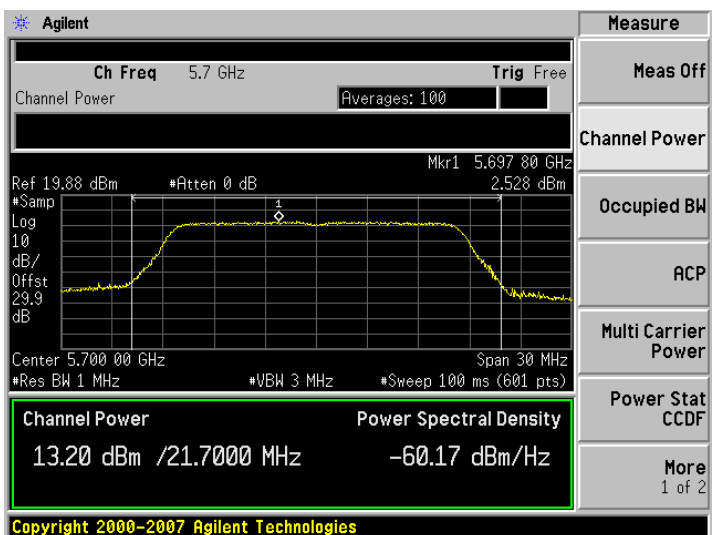 Agilent
Measure
Ch Freq 5.7 GHz Trig Free
Channel Power Averages: 100
Mkr1 5.697 80 GHz
Ref 19.88 dBm #Atten 0 dB 2.528 dBm
#Samp
Log
10
dB/
Offst
29.9
dB
1
Center 5.700 00 GHz Span 30 MHz
#Res BW 1 MHz #VBW 3 MHz #Sweep 100 ms (601 pts)
Channel Power Power Spectral Density
13.20 dBm /21.7000 MHz -60.17 dBm/Hz
Copyright 2000-2007 Agilent Technologies
Meas Off
Channel Power
Occupied BW
ACP
Multi Carrier
Power
Power Stat
CCDF
More
1 of 2